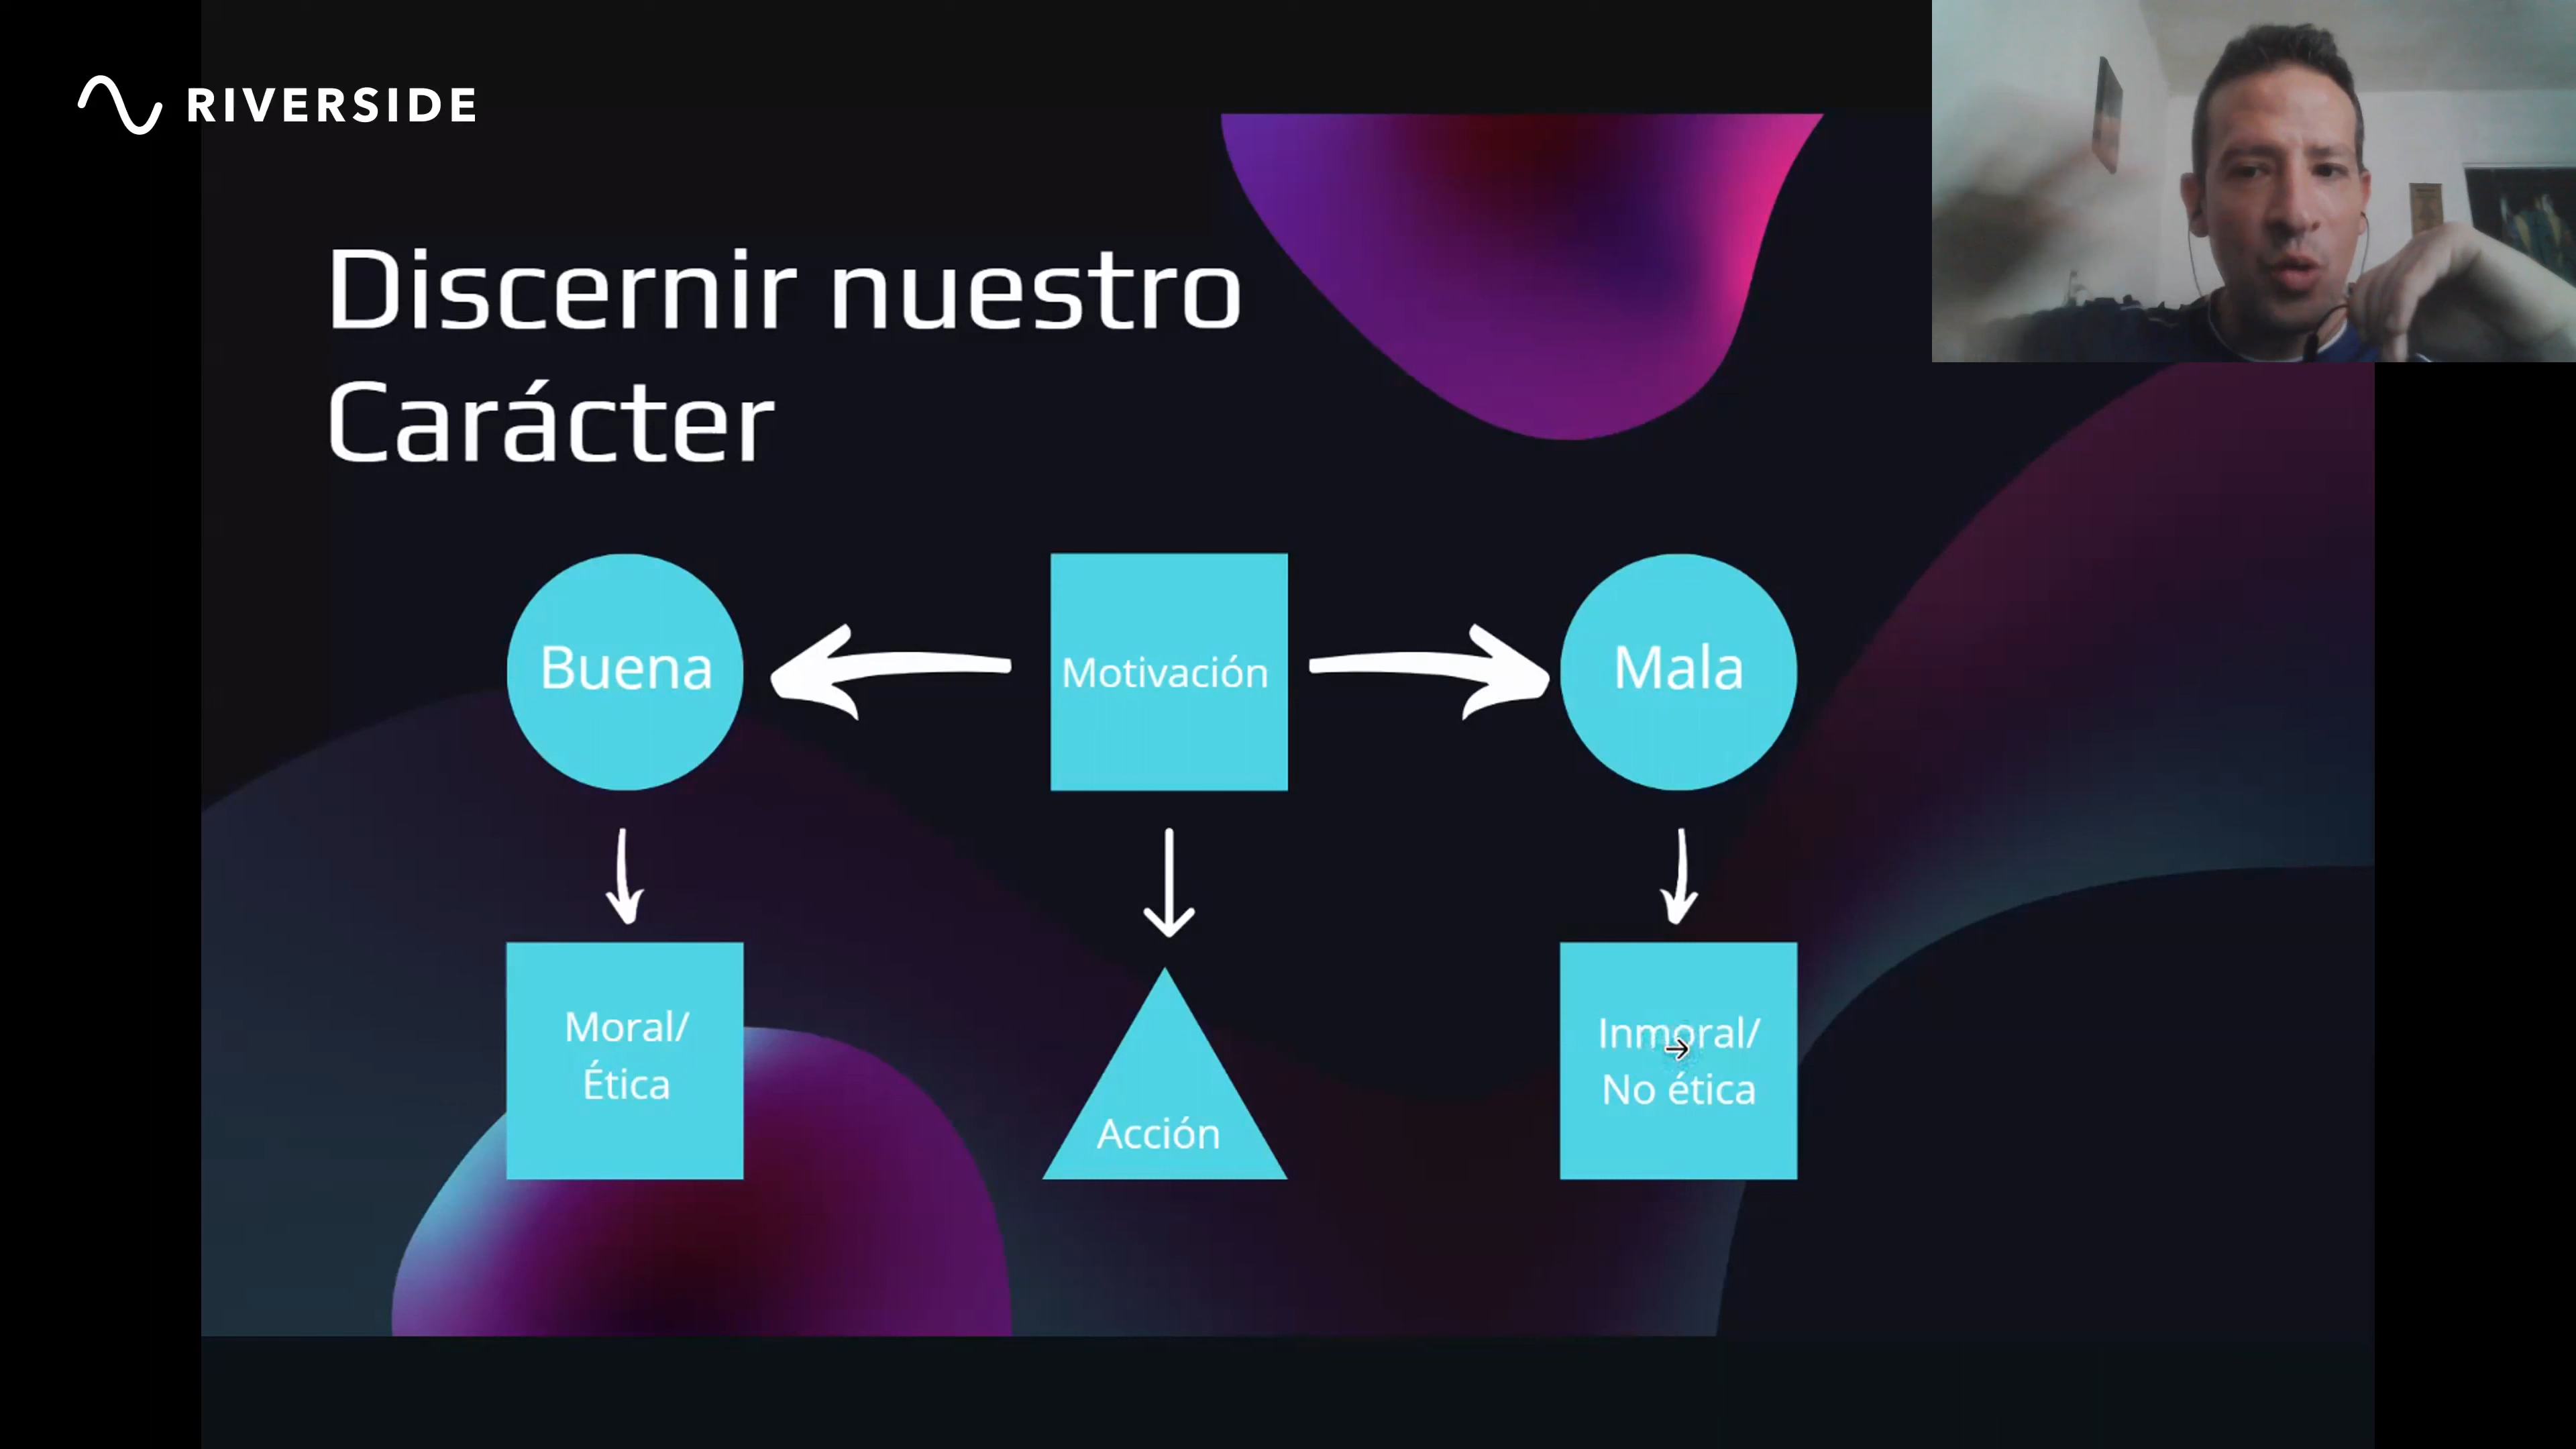 RIVERSIDE
Discernir nuestro
Carácter
Buena
Motivación
Mala
Moral/
Ética
Acción
Inmoral/
No ética